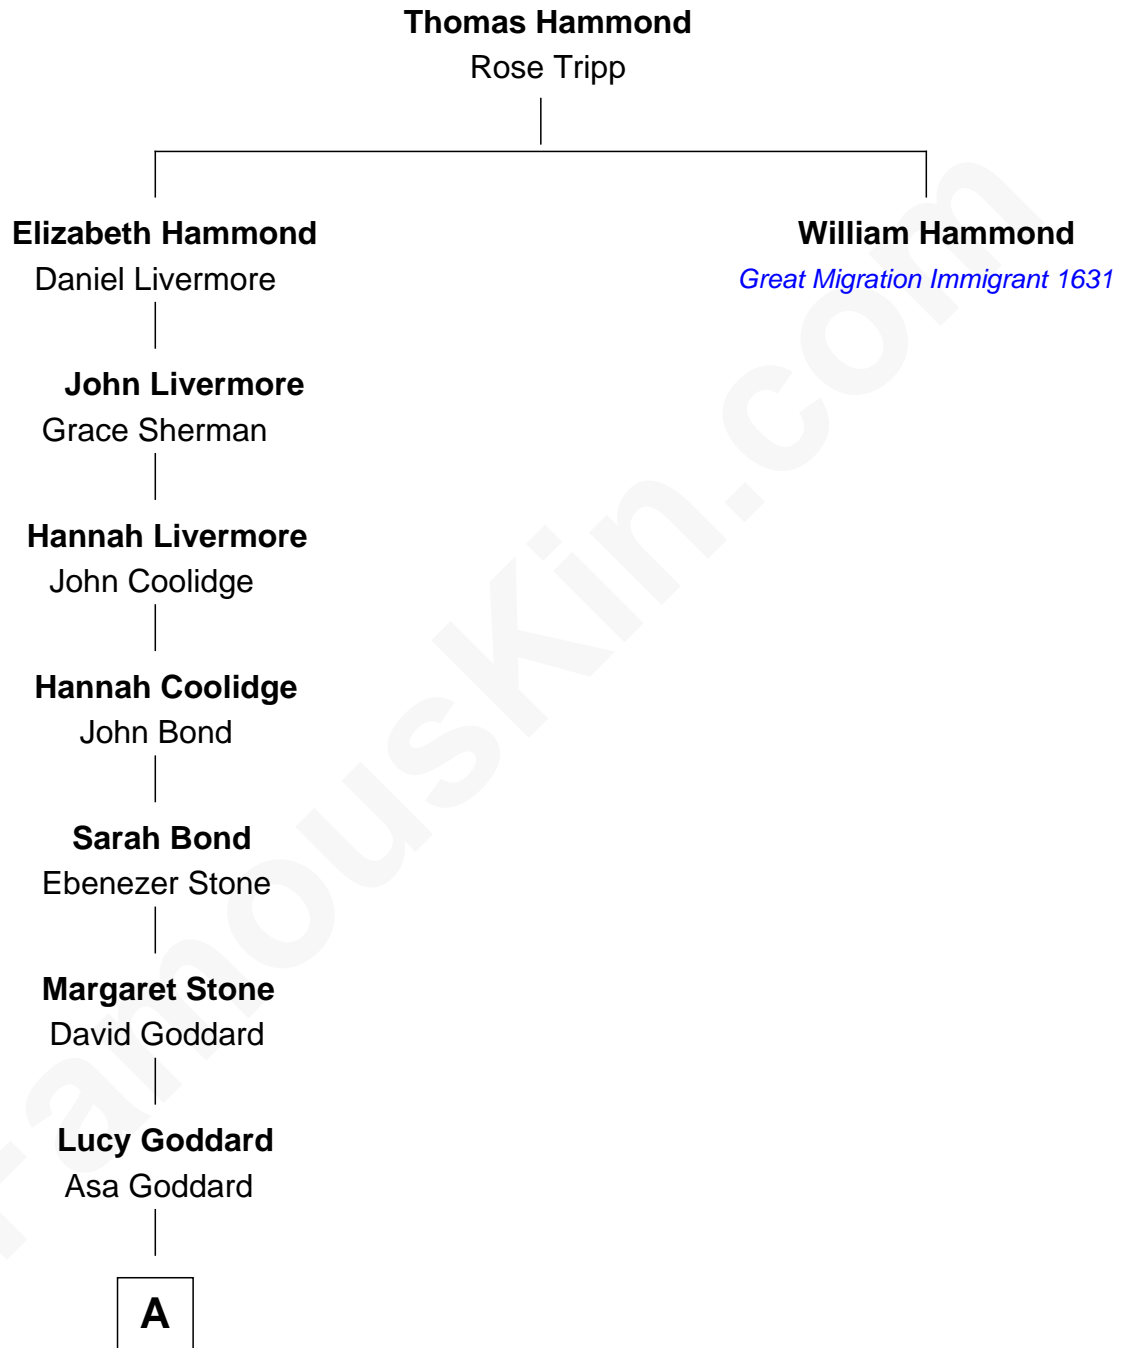 Thomas Hammond
Rose Tripp
Elizabeth Hammond
Daniel Livermore
William Hammond
Great Migration Immigrant 1631
John Livermore
Grace Sherman
Hannah Livermore
John Coolidge
Hannah Coolidge
John Bond
Sarah Bond
Ebenezer Stone
Margaret Stone
David Goddard
Lucy Goddard
Asa Goddard
A
FamousKin.com